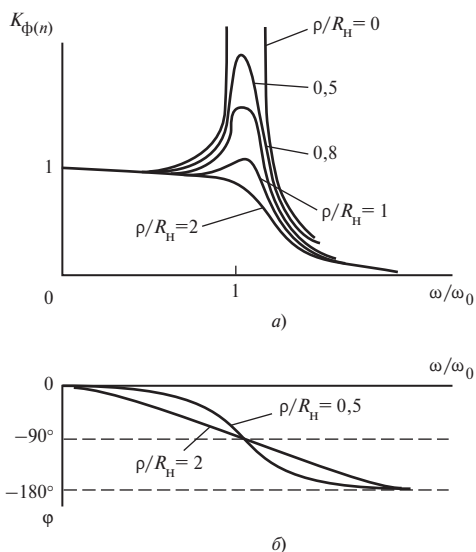 K_ф(n)
ρ/R_Н= 0
0,5
0,8
1
ρ/R_Н= 1
ρ/R_Н= 2
0
1
ω/ω_0
а)
0
ω/ω_0
ρ/R_Н= 0,5
−90°
ρ/R_Н= 2
−180°
φ
б)